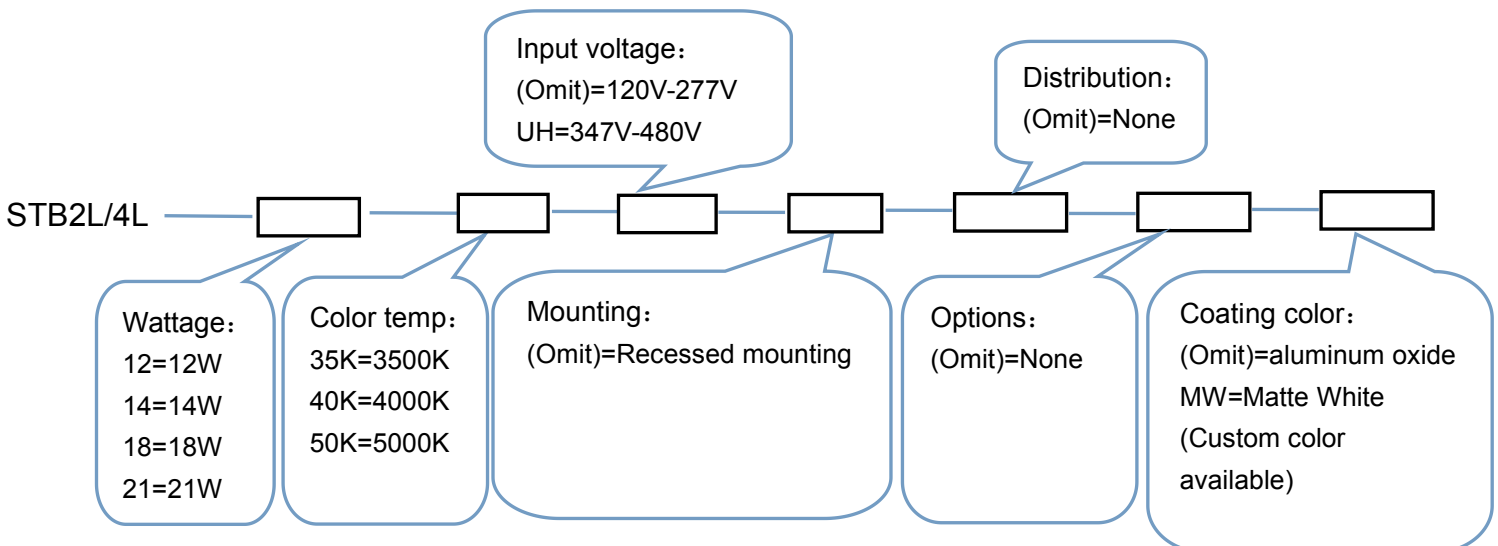 Input voltage：
(Omit)=120V-277V
UH=347V-480V
Distribution：
(Omit)=None
STB2L/4L
Wattage：
12=12W
14=14W
18=18W
21=21W
Color temp：
35K=3500K
40K=4000K
50K=5000K
Mounting：
(Omit)=Recessed mounting
Options：
(Omit)=None
Coating color：
(Omit)=aluminum oxide
MW=Matte White
(Custom color
available)